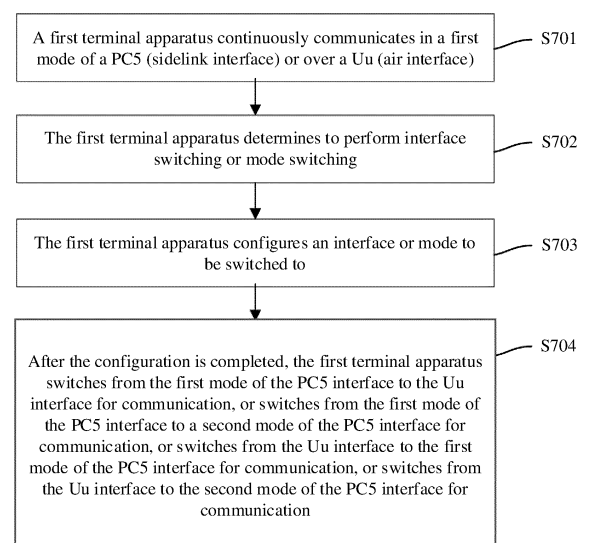 A first terminal apparatus continuously communicates in a first
mode of a PC5 (sidelink interface) or over a Uu (air interface)
S701
The first terminal apparatus determines to perform interface
switching or mode switching
S702
The first terminal apparatus configures an interface or mode to
be switched to
S703
After the configuration is completed, the first terminal apparatus
switches from the first mode of the PC5 interface to the Uu
interface for communication, or switches from the first mode of
the PC5 interface to a second mode of the PC5 interface for
communication, or switches from the Uu interface to the first
mode of the PC5 interface for communication, or switches from
the Uu interface to the second mode of the PC5 interface for
communication
S704